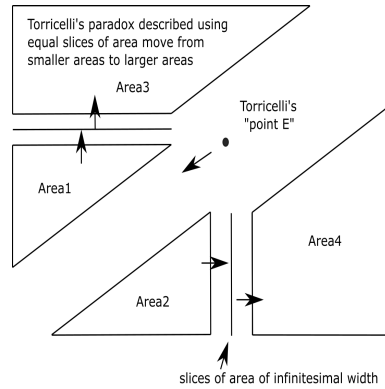 Torricelli's paradox described using
equal slices of area move from
smaller areas to larger areas
Area3
Torricelli's
"point E"
Area1
Area4
Area2
slices of area of infinitesimal width